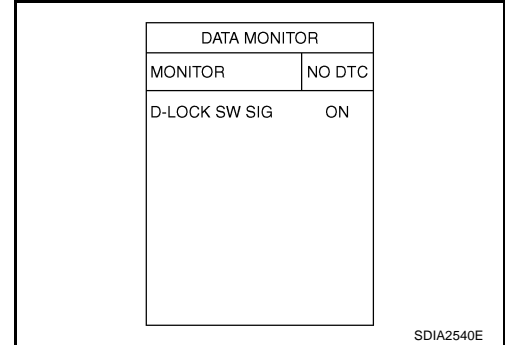 DATA MONITOR
MONITOR NO DTC
D-LOCK SW SIG ON
SDIA2540E